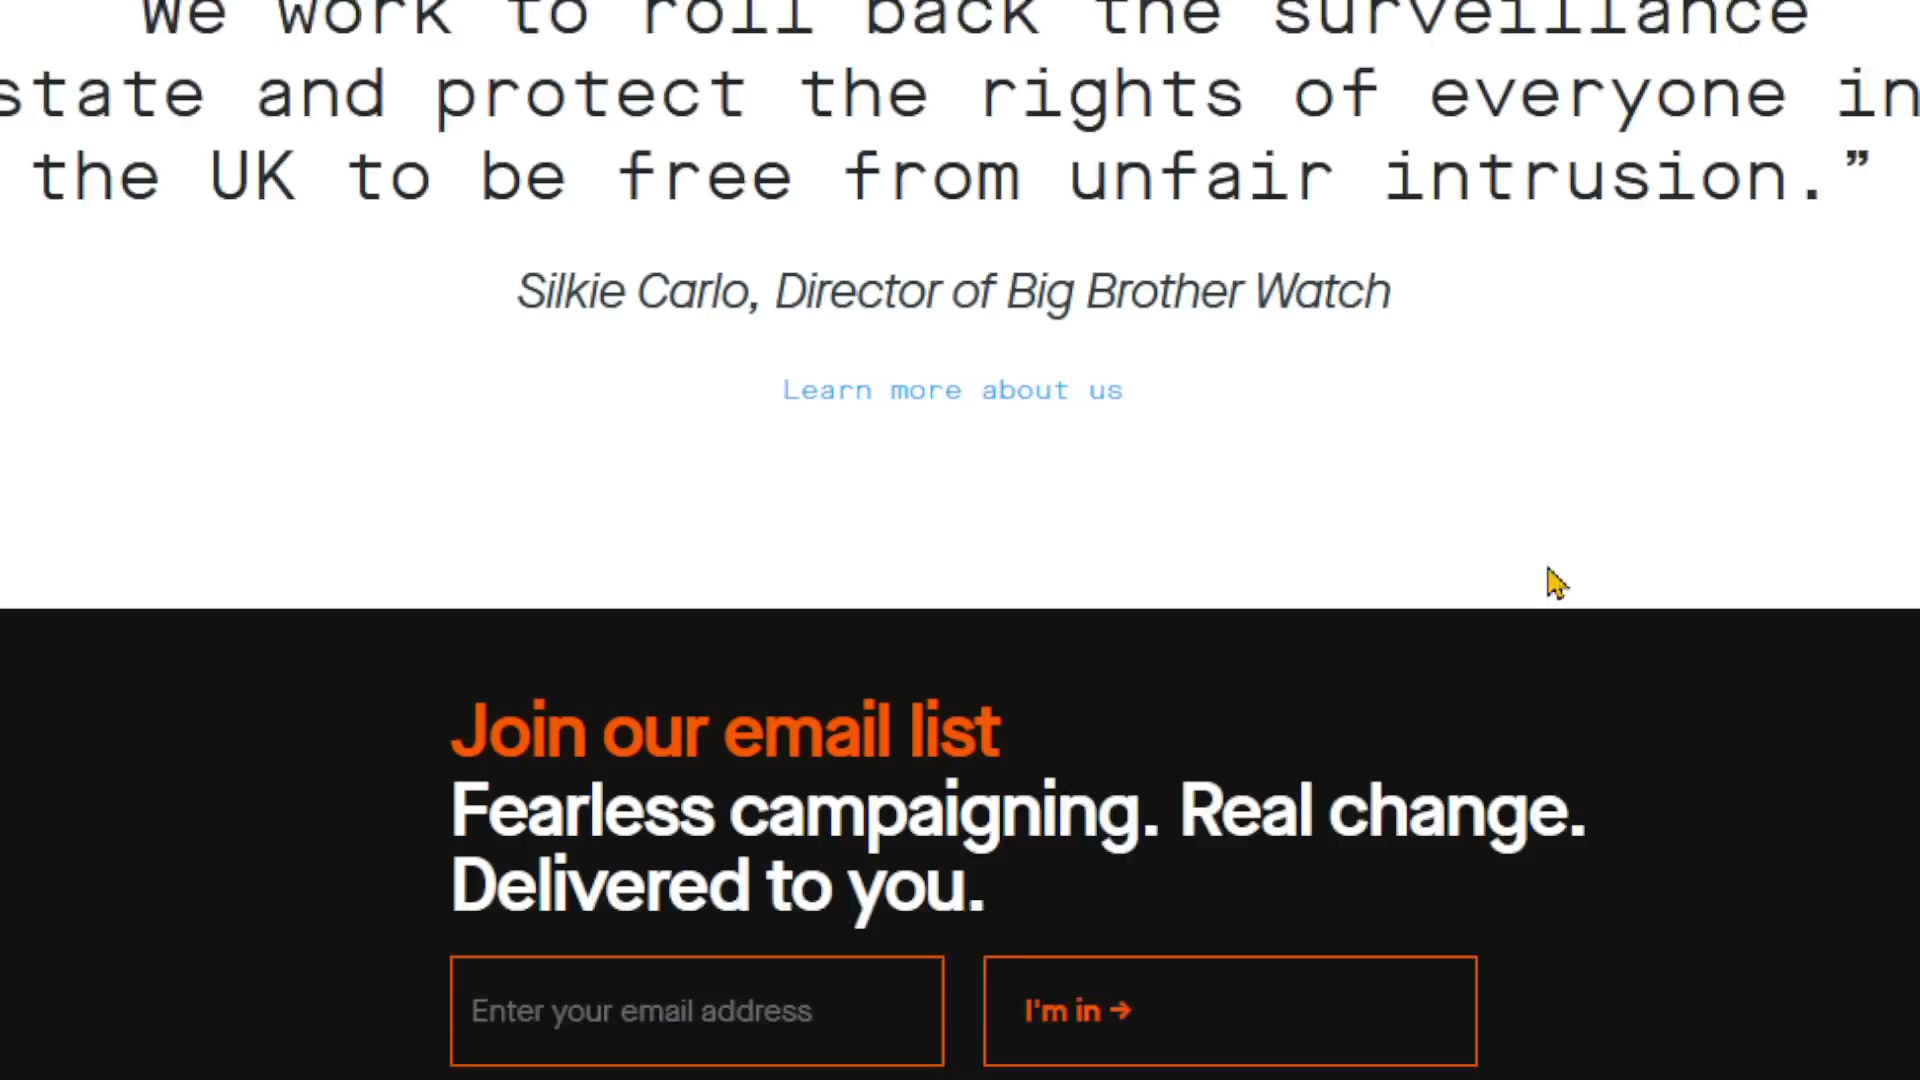 We work to roll back the surveillance
state and protect the rights of everyone in
the UK to be free from unfair intrusion.”
Silkie Carlo, Director of Big Brother Watch
Learn more about us
Join our email list
Fearless campaigning. Real change.
Delivered to you.
Enter your email address
I'm in →